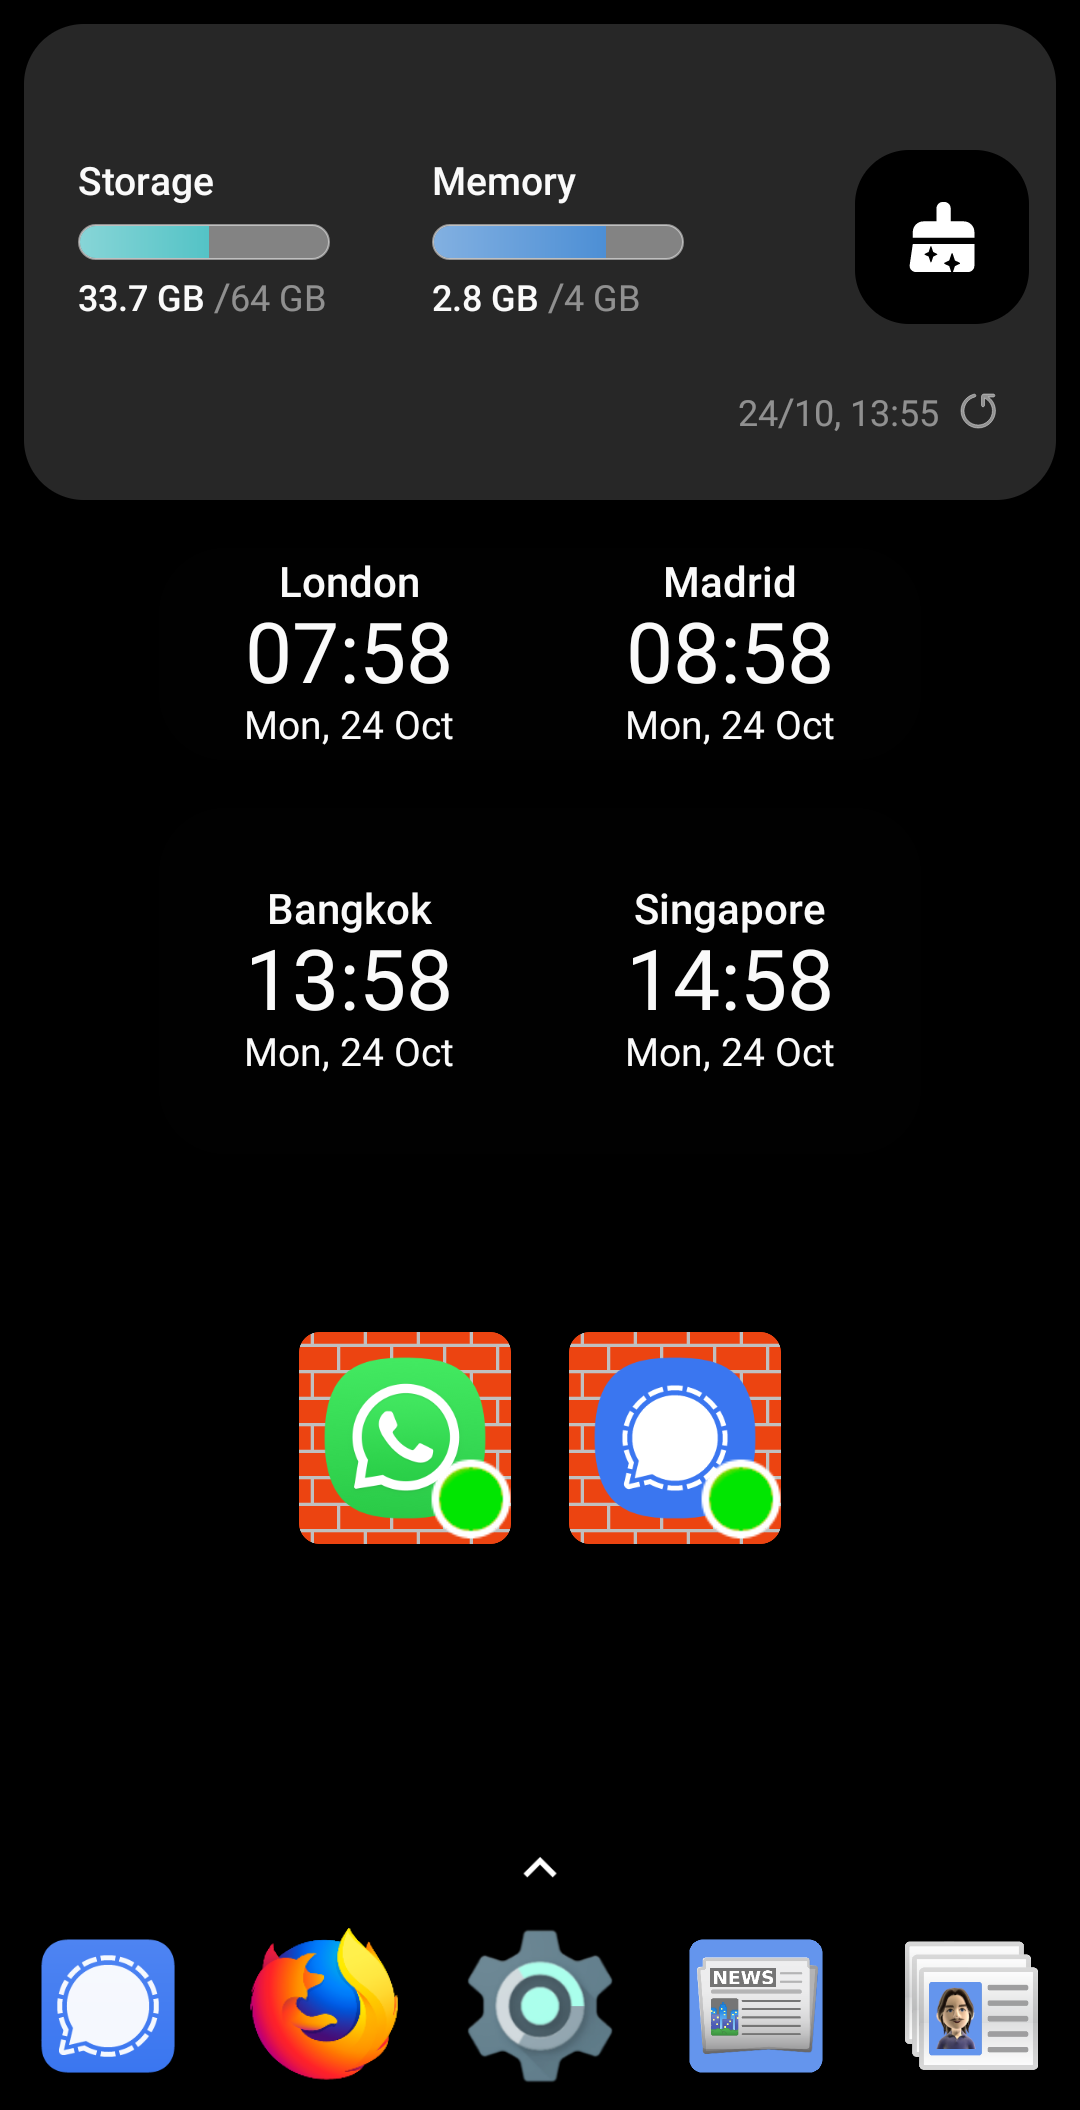 Storage
33.7 GB /64 GB
Memory
2.8 GB /4 GB
24/10, 13:55
London
07:58
Mon, 24 Oct
Madrid
08:58
Mon, 24 Oct
Bangkok
13:58
Mon, 24 Oct
Singapore
14:58
Mon, 24 Oct
NEWS